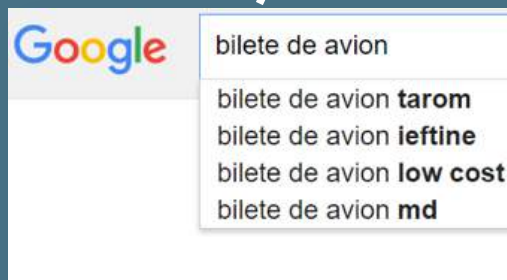 Google
bilete de avion
bilete de avion tarom
bilete de avion ieftine
bilete de avion low cost
bilete de avion md